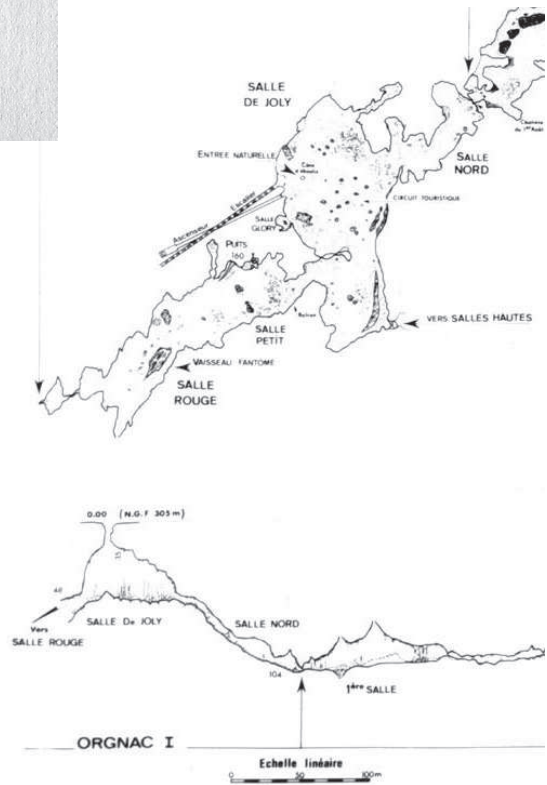 SALLE
DE JOLY
ENTREE NATURELLE
SALLE
NORD
CIRCUIT TOURISTIQUE
Ascenseur
Escalier
SALLE
GLORY
PUITS
160
VERS SALLES HAUTES
SALLE
PETIT
VAISSEAU FANTOME
SALLE
ROUGE
0.00 (N.G.F 305m)
Vers
SALLE ROUGE
SALLE De JOLY
SALLE NORD
104
1ère SALLE
ORGNAC I
Echelle linéaire
0 50 100m